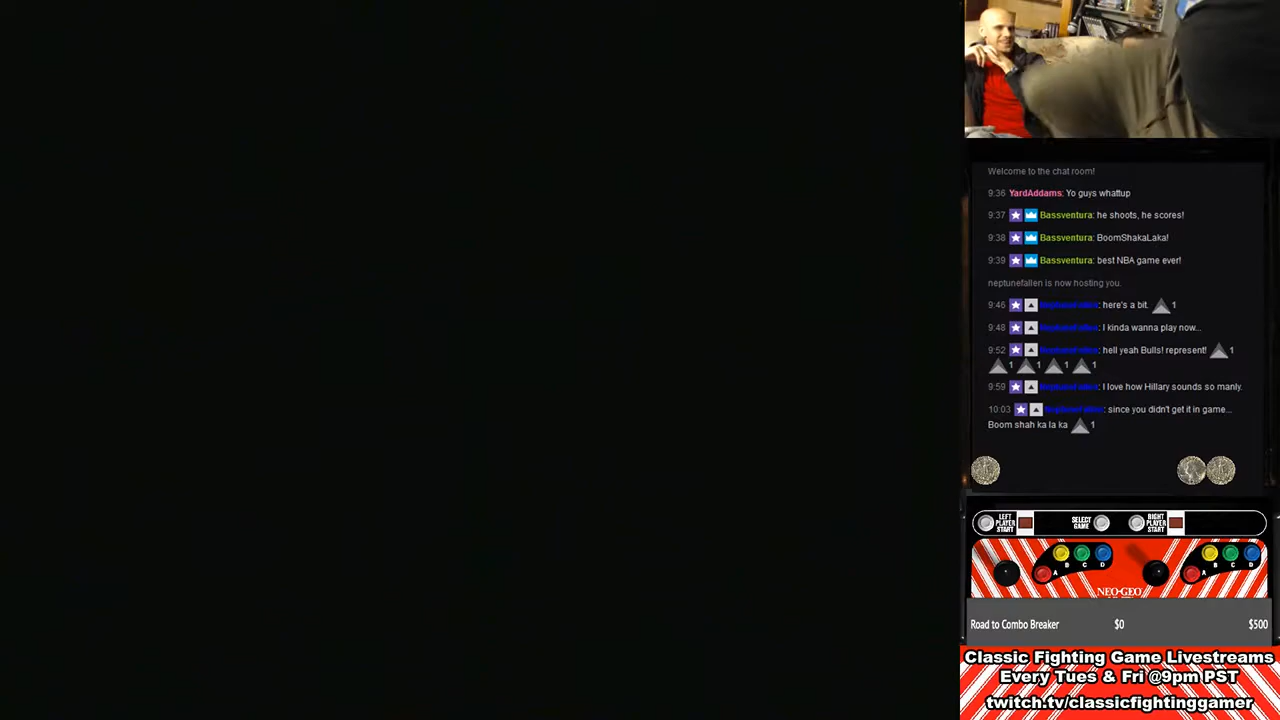 Welcome to the chat room!
9:36 YardAddams: Yo guys whattup
9:37 Bassventura: he shoots, he scores!
9:38 Bassventura: BoomShakaLaka!
9:39 Bassventura: best NBA game ever!
neptunefallen is now hosting you.
9:46 : here's a bit. 1
9:48 : I kinda wanna play now...
9:52 : hell yeah Bulls! represent! 1
1 1 1 1
9:59 : I love how Hillary sounds so manly.
10:03 : since you didn't get it in game...
Boom shah ka la ka 1
LEFT PLAYER START
SELECT GAME
RIGHT PLAYER START
A B C D
A B C D
NEO·GEO
Road to Combo Breaker $0 $500
Classic Fighting Game Livestreams
Every Tues & Fri @9pm PST
twitch.tv/classicfightinggamer